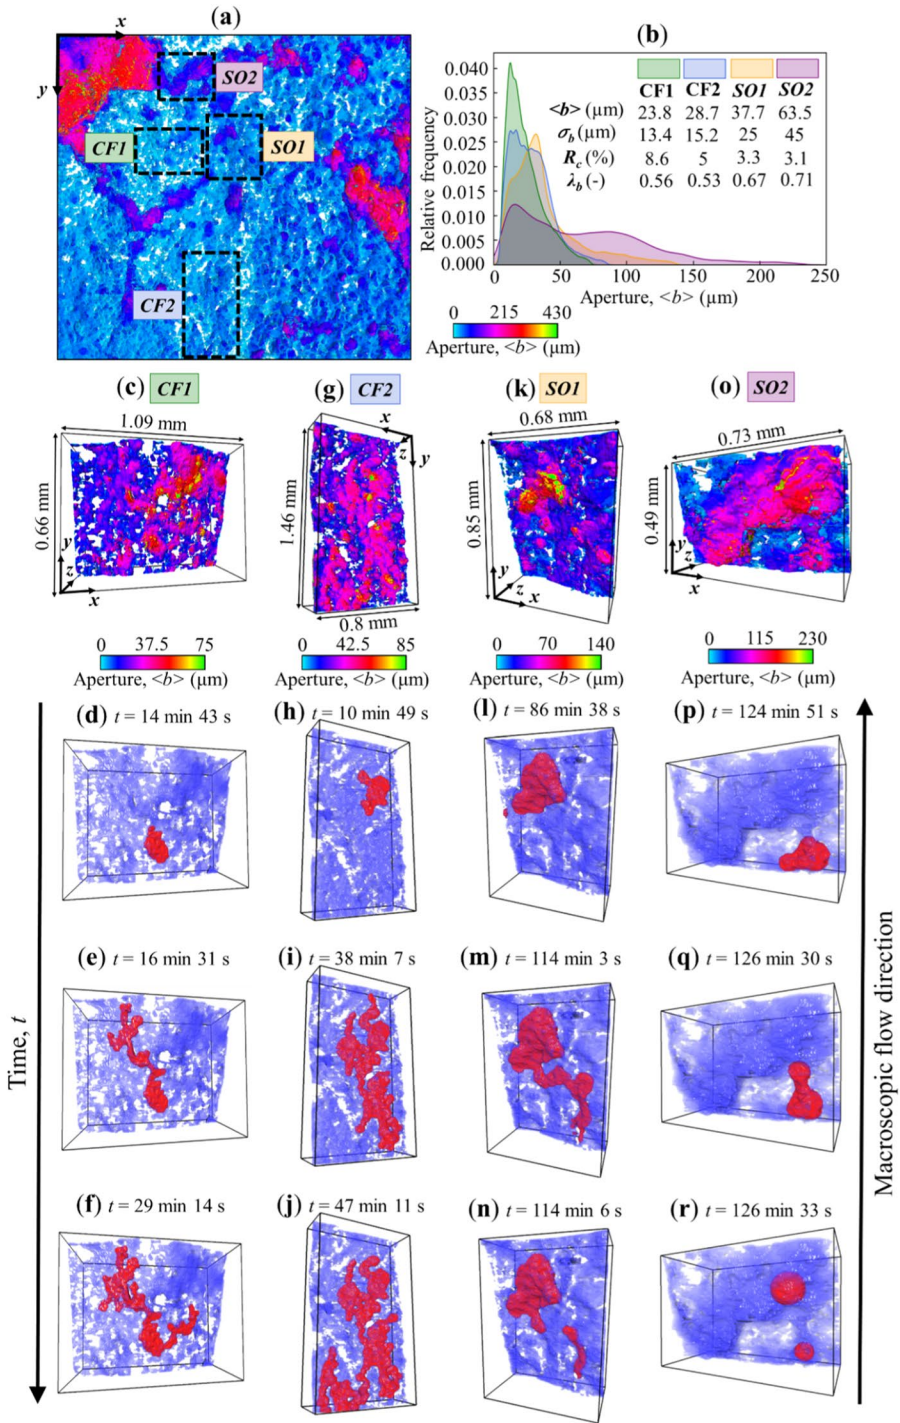 (a)
x
y
SO2
CF1
SO1
CF2
(b)
Relative frequency
0.040
0.035
0.030
0.025
0.020
0.015
0.010
0.005
0.000
CF1 CF2 SO1 SO2
<b> (µm) 23.8 28.7 37.7 63.5
σb (µm) 13.4 15.2 25 45
Rc (%) 8.6 5 3.3 3.1
λb (-) 0.56 0.53 0.67 0.71
0 50 100 150 200 250
Aperture, <b> (µm)
0 215 430
Aperture, <b> (µm)
(c) CF1
1.09 mm
0.66 mm
y
z
x
0 37.5 75
Aperture, <b> (µm)
(g) CF2
x
z
y
1.46 mm
0.8 mm
0 42.5 85
Aperture, <b> (µm)
(k) SO1
0.68 mm
0.85 mm
y
z
x
0 70 140
Aperture, <b> (µm)
(o) SO2
0.73 mm
0.49 mm
y
z
x
0 115 230
Aperture, <b> (µm)
(d) t = 14 min 43 s
(h) t = 10 min 49 s
(l) t = 86 min 38 s
(p) t = 124 min 51 s
(e) t = 16 min 31 s
(i) t = 38 min 7 s
(m) t = 114 min 3 s
(q) t = 126 min 30 s
(f) t = 29 min 14 s
(j) t = 47 min 11 s
(n) t = 114 min 6 s
(r) t = 126 min 33 s
Time, t
Macroscopic flow direction